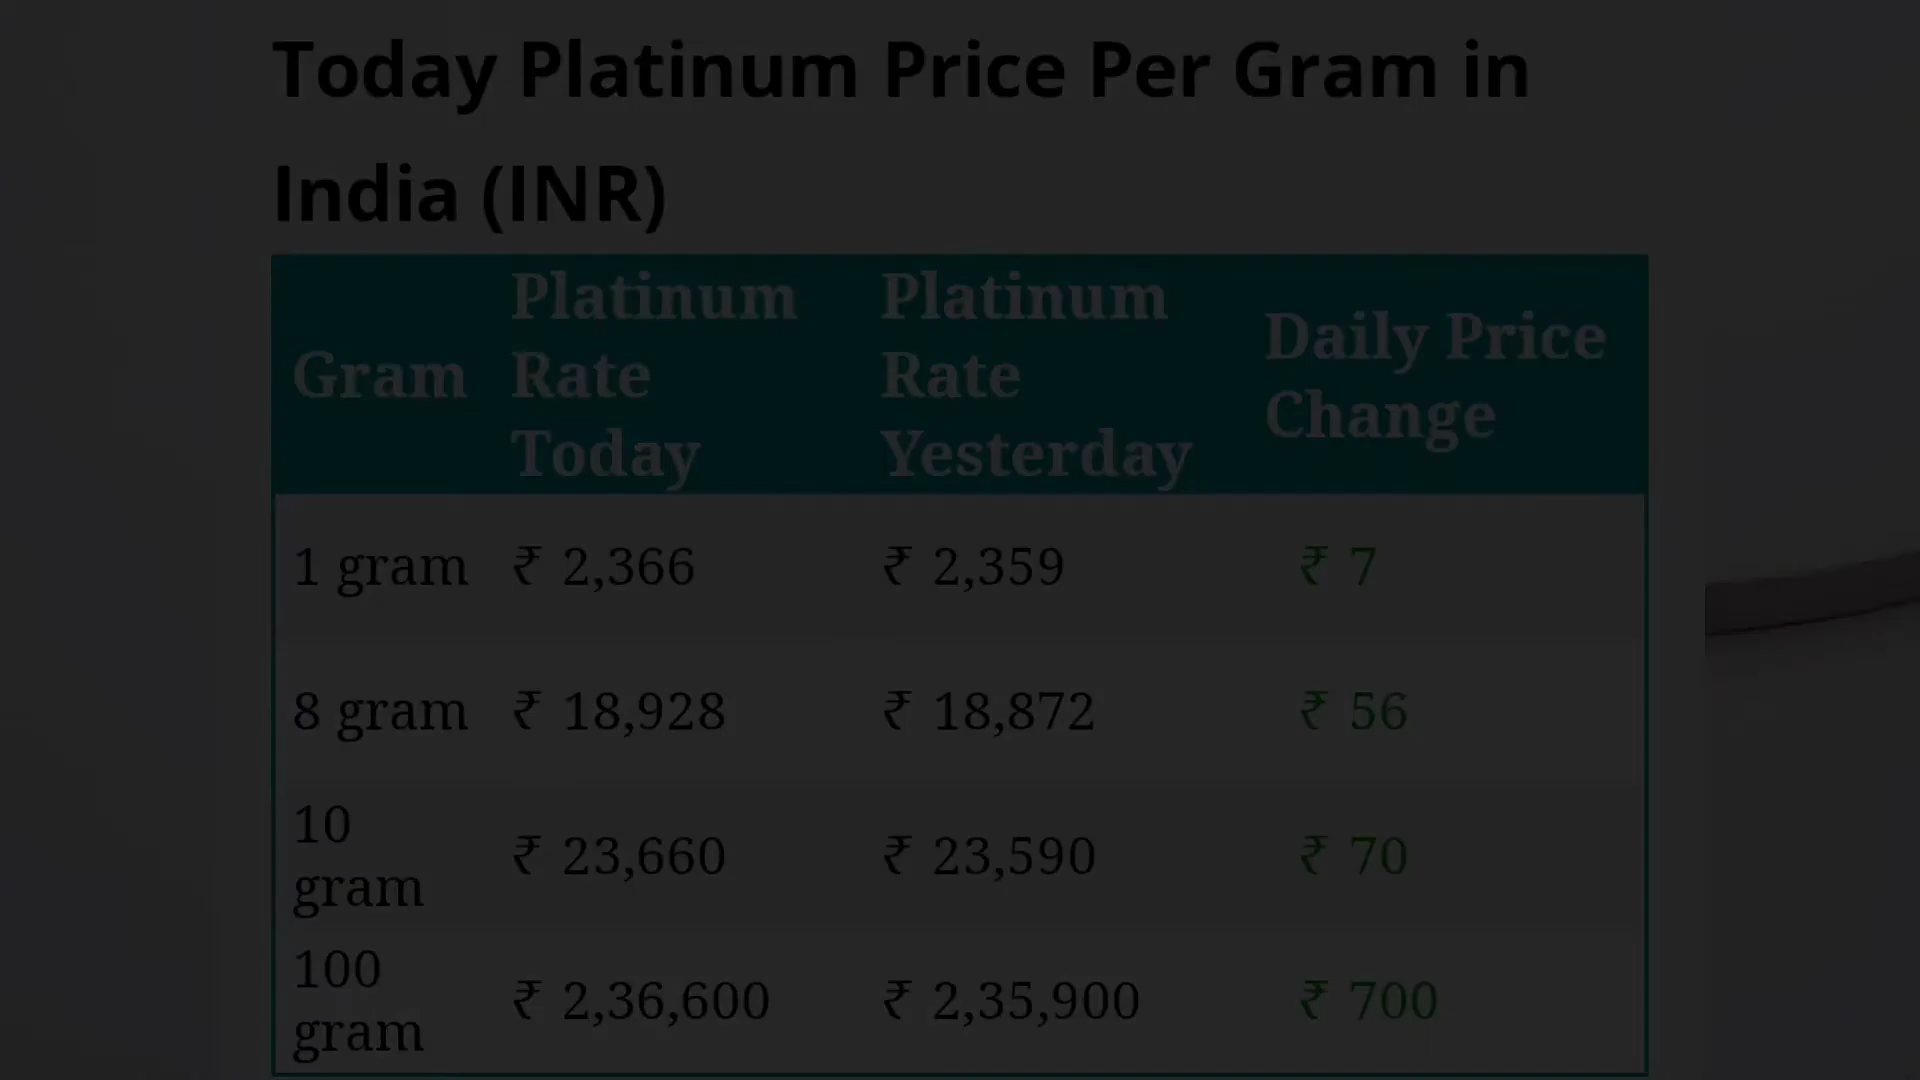 Today Platinum Price Per Gram in
India (INR)
Gram
Platinum
Rate
Today
Platinum
Rate
Yesterday
Daily Price
Change
1 gram ₹ 2,366 ₹ 2,359 ₹ 7
8 gram ₹ 18,928 ₹ 18,872 ₹ 56
10
gram ₹ 23,660 ₹ 23,590 ₹ 70
100
gram ₹ 2,36,600 ₹ 2,35,900 ₹ 700